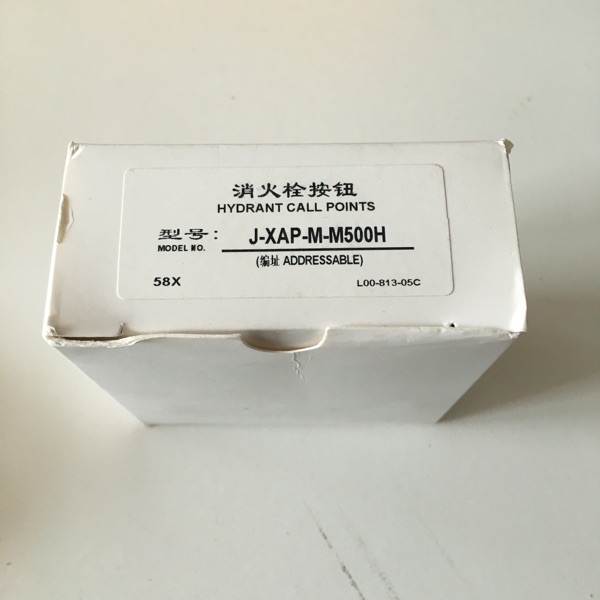 消火栓按钮
HYDRANT CALL POINTS
型号: J-XAP-M-M500H
MODEL NO.
(编址 ADDRESSABLE)
58X L00-813-05C